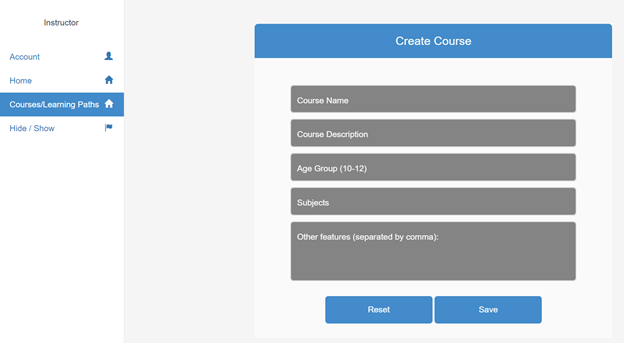 Instructor
Account
Home
Courses/Learning Paths
Hide / Show
Create Course
Course Name
Course Description
Age Group (10-12)
Subjects
Other features (separated by comma):
Reset
Save